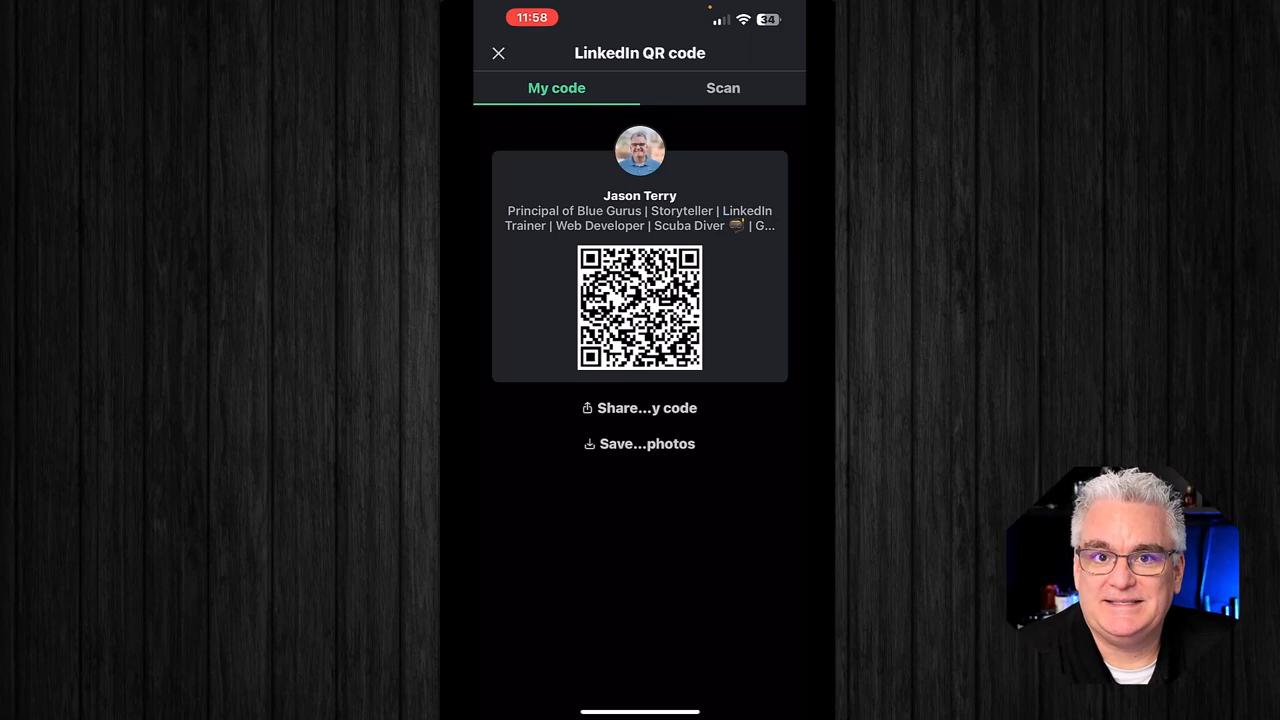 11:58
34
LinkedIn QR code
My code
Scan
Jason Terry
Principal of Blue Gurus | Storyteller | LinkedIn
Trainer | Web Developer | Scuba Diver 🤿 | G...
Share...y code
Save...photos